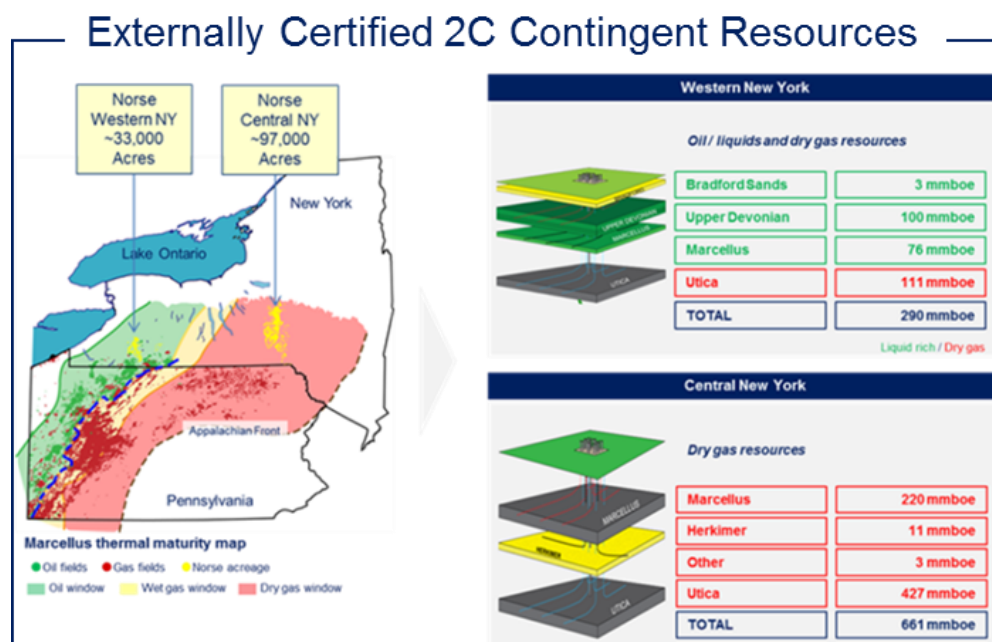 Externally Certified 2C Contingent Resources
Norse
Western NY
~33,000
Acres
Norse
Central NY
~97,000
Acres
New York
Lake Ontario
Appalachian Front
Pennsylvania
Marcellus thermal maturity map
Oil fields Gas fields Norse acreage
Oil window Wet gas window Dry gas window
Western New York
Oil / liquids and dry gas resources
UPPER DEVONIAN
MARCELLUS
UTICA
Bradford Sands 3 mmboe
Upper Devonian 100 mmboe
Marcellus 76 mmboe
Utica 111 mmboe
TOTAL 290 mmboe
Liquid rich / Dry gas
Central New York
Dry gas resources
MARCELLUS
HERKIMER
UTICA
Marcellus 220 mmboe
Herkimer 11 mmboe
Other 3 mmboe
Utica 427 mmboe
TOTAL 661 mmboe